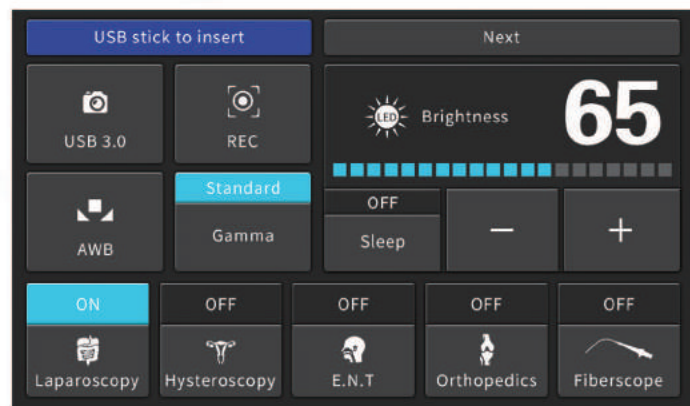 USB stick to insert
Next
USB 3.0
REC
LED
Brightness
65
AWB
Standard
Gamma
OFF
Sleep
−
+
ON
OFF
OFF
OFF
OFF
Laparoscopy
Hysteroscopy
E.N.T
Orthopedics
Fiberscope